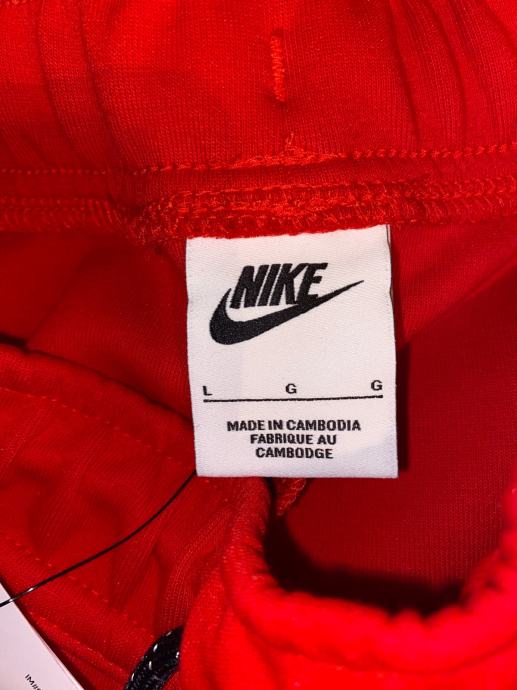 NIKE
L G G
MADE IN CAMBODIA
FABRIQUE AU
CAMBODGE